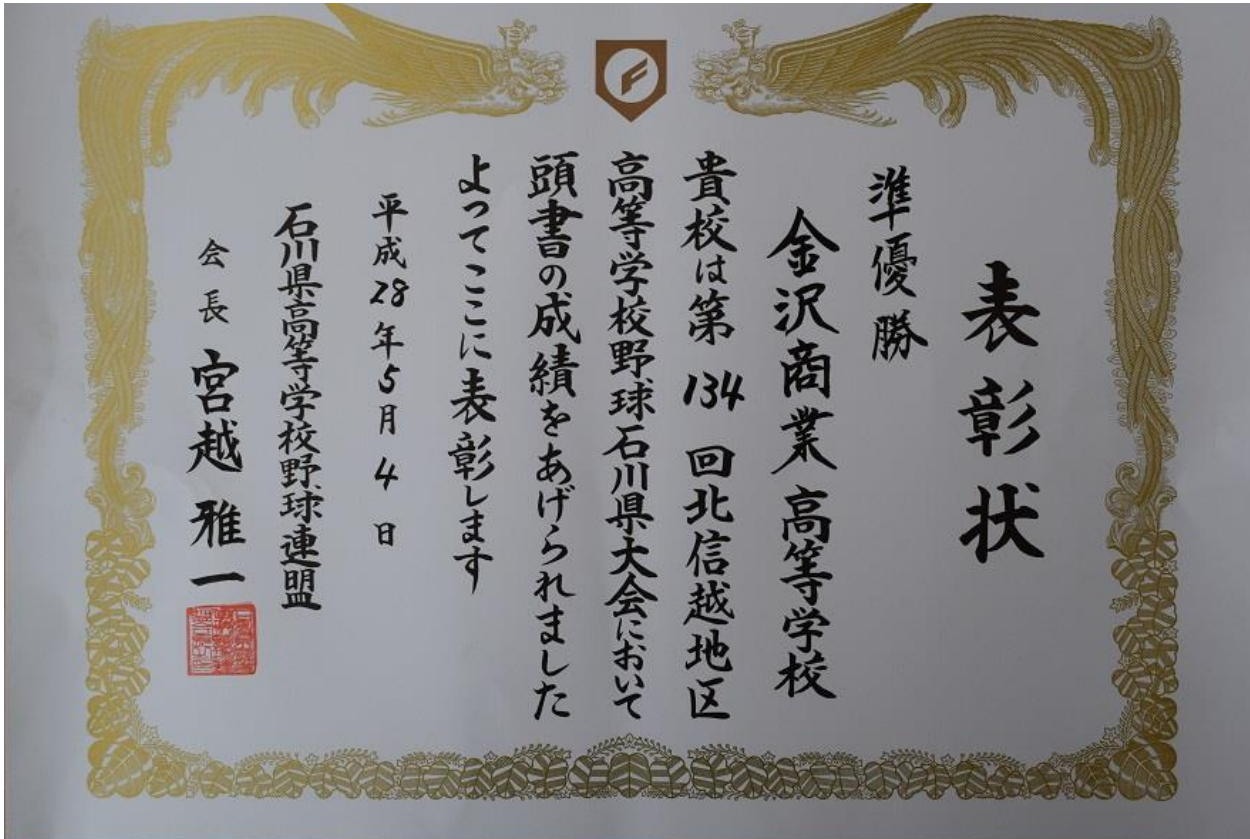 表彰状
準優勝
金沢商業高等学校
貴校は第134回北信越地区
高等学校野球石川県大会において
頭書の成績をあげられました
よってここに表彰します
平成28年5月4日
石川県高等学校野球連盟
会長 宮越雅一
F